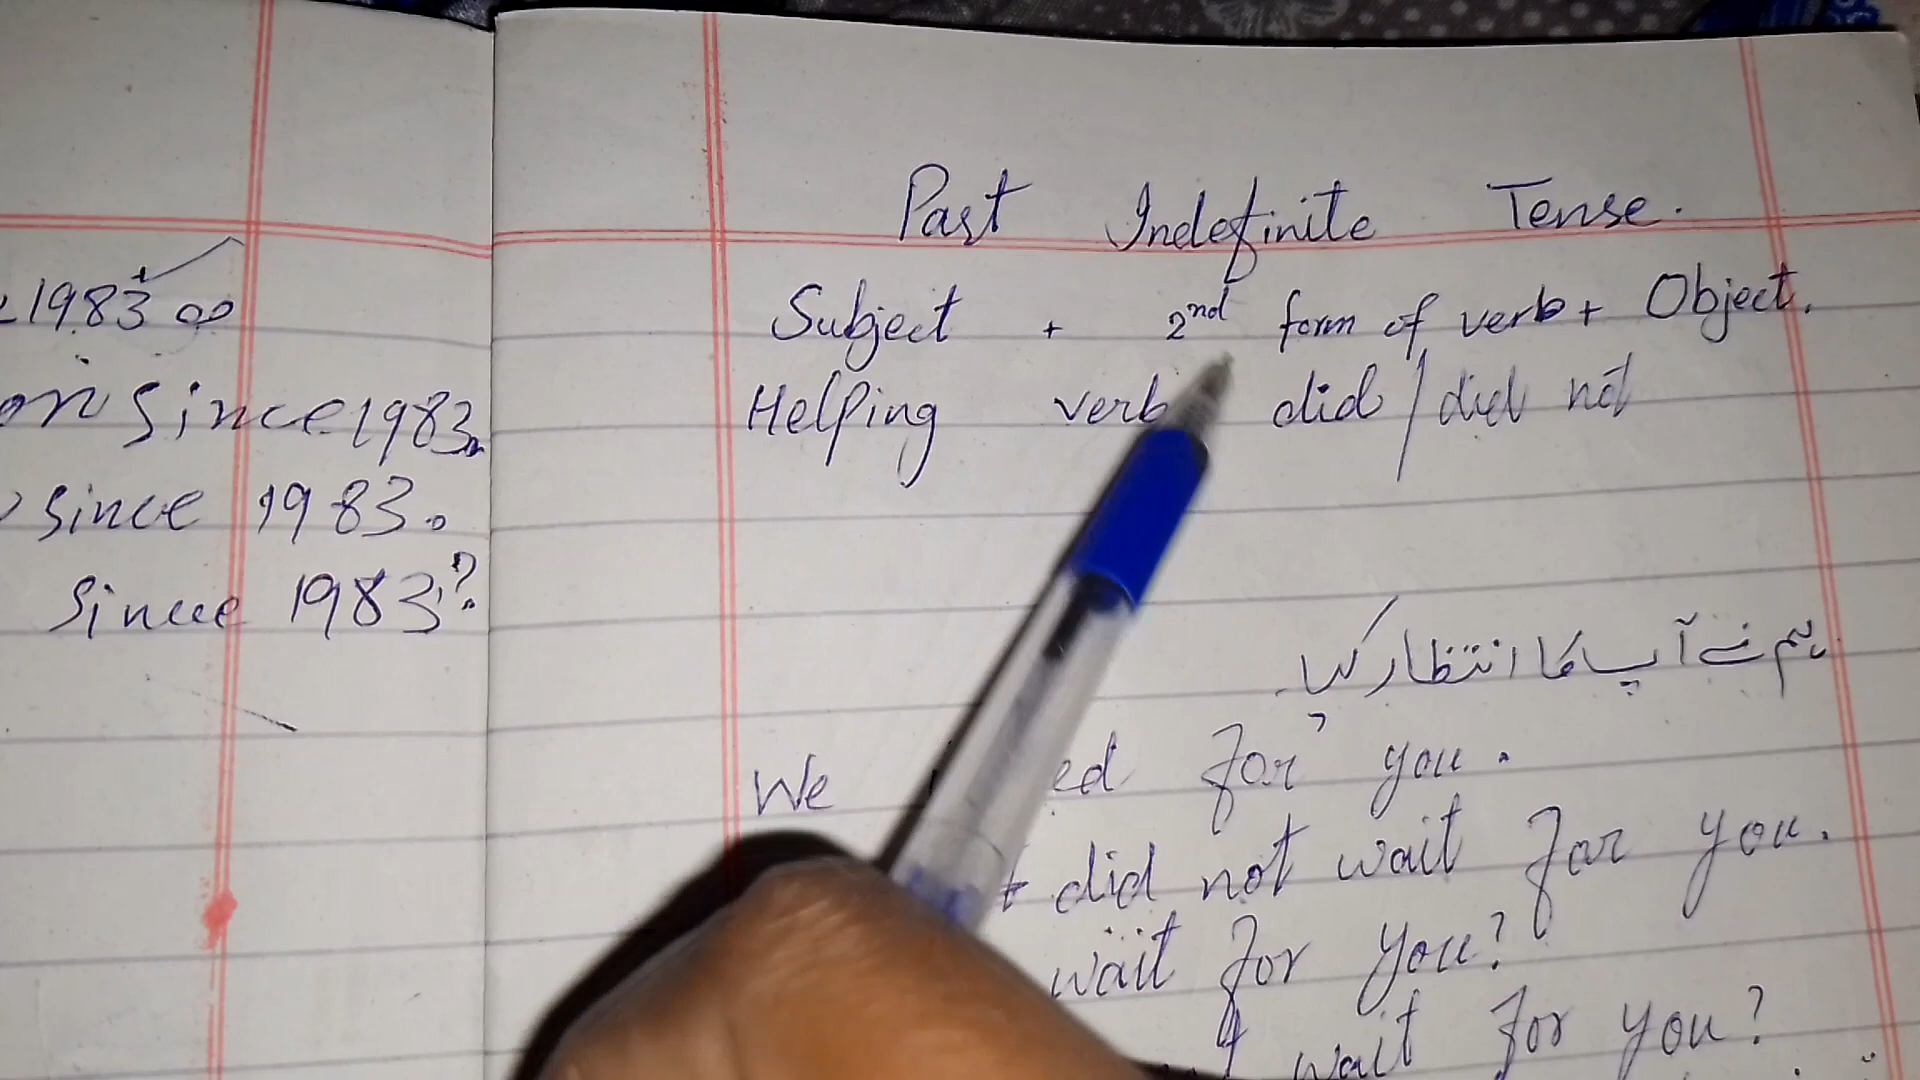 1983
on since 1983.
since 1983.
Sinue 1983?
Past Indefinite Tense.
Subject + 2nd form of verb + Object.
Helping verb did / did not
ہم نے آپ کا انتظار کیا۔
We ed for you.
did not wait for you.
wait for you?
wait for you?